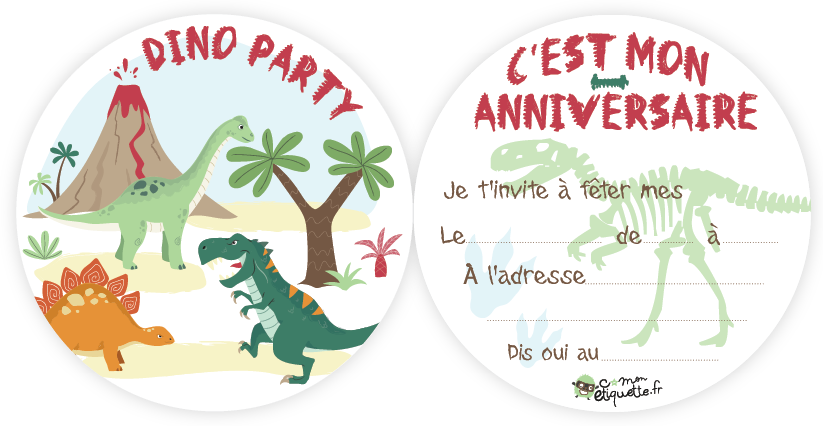 DINO PARTY
C'EST MON
ANNIVERSAIRE
Je t'invite à fêter mes
Le de à
À l'adresse
Dis oui au
C mon
étiquette.fr